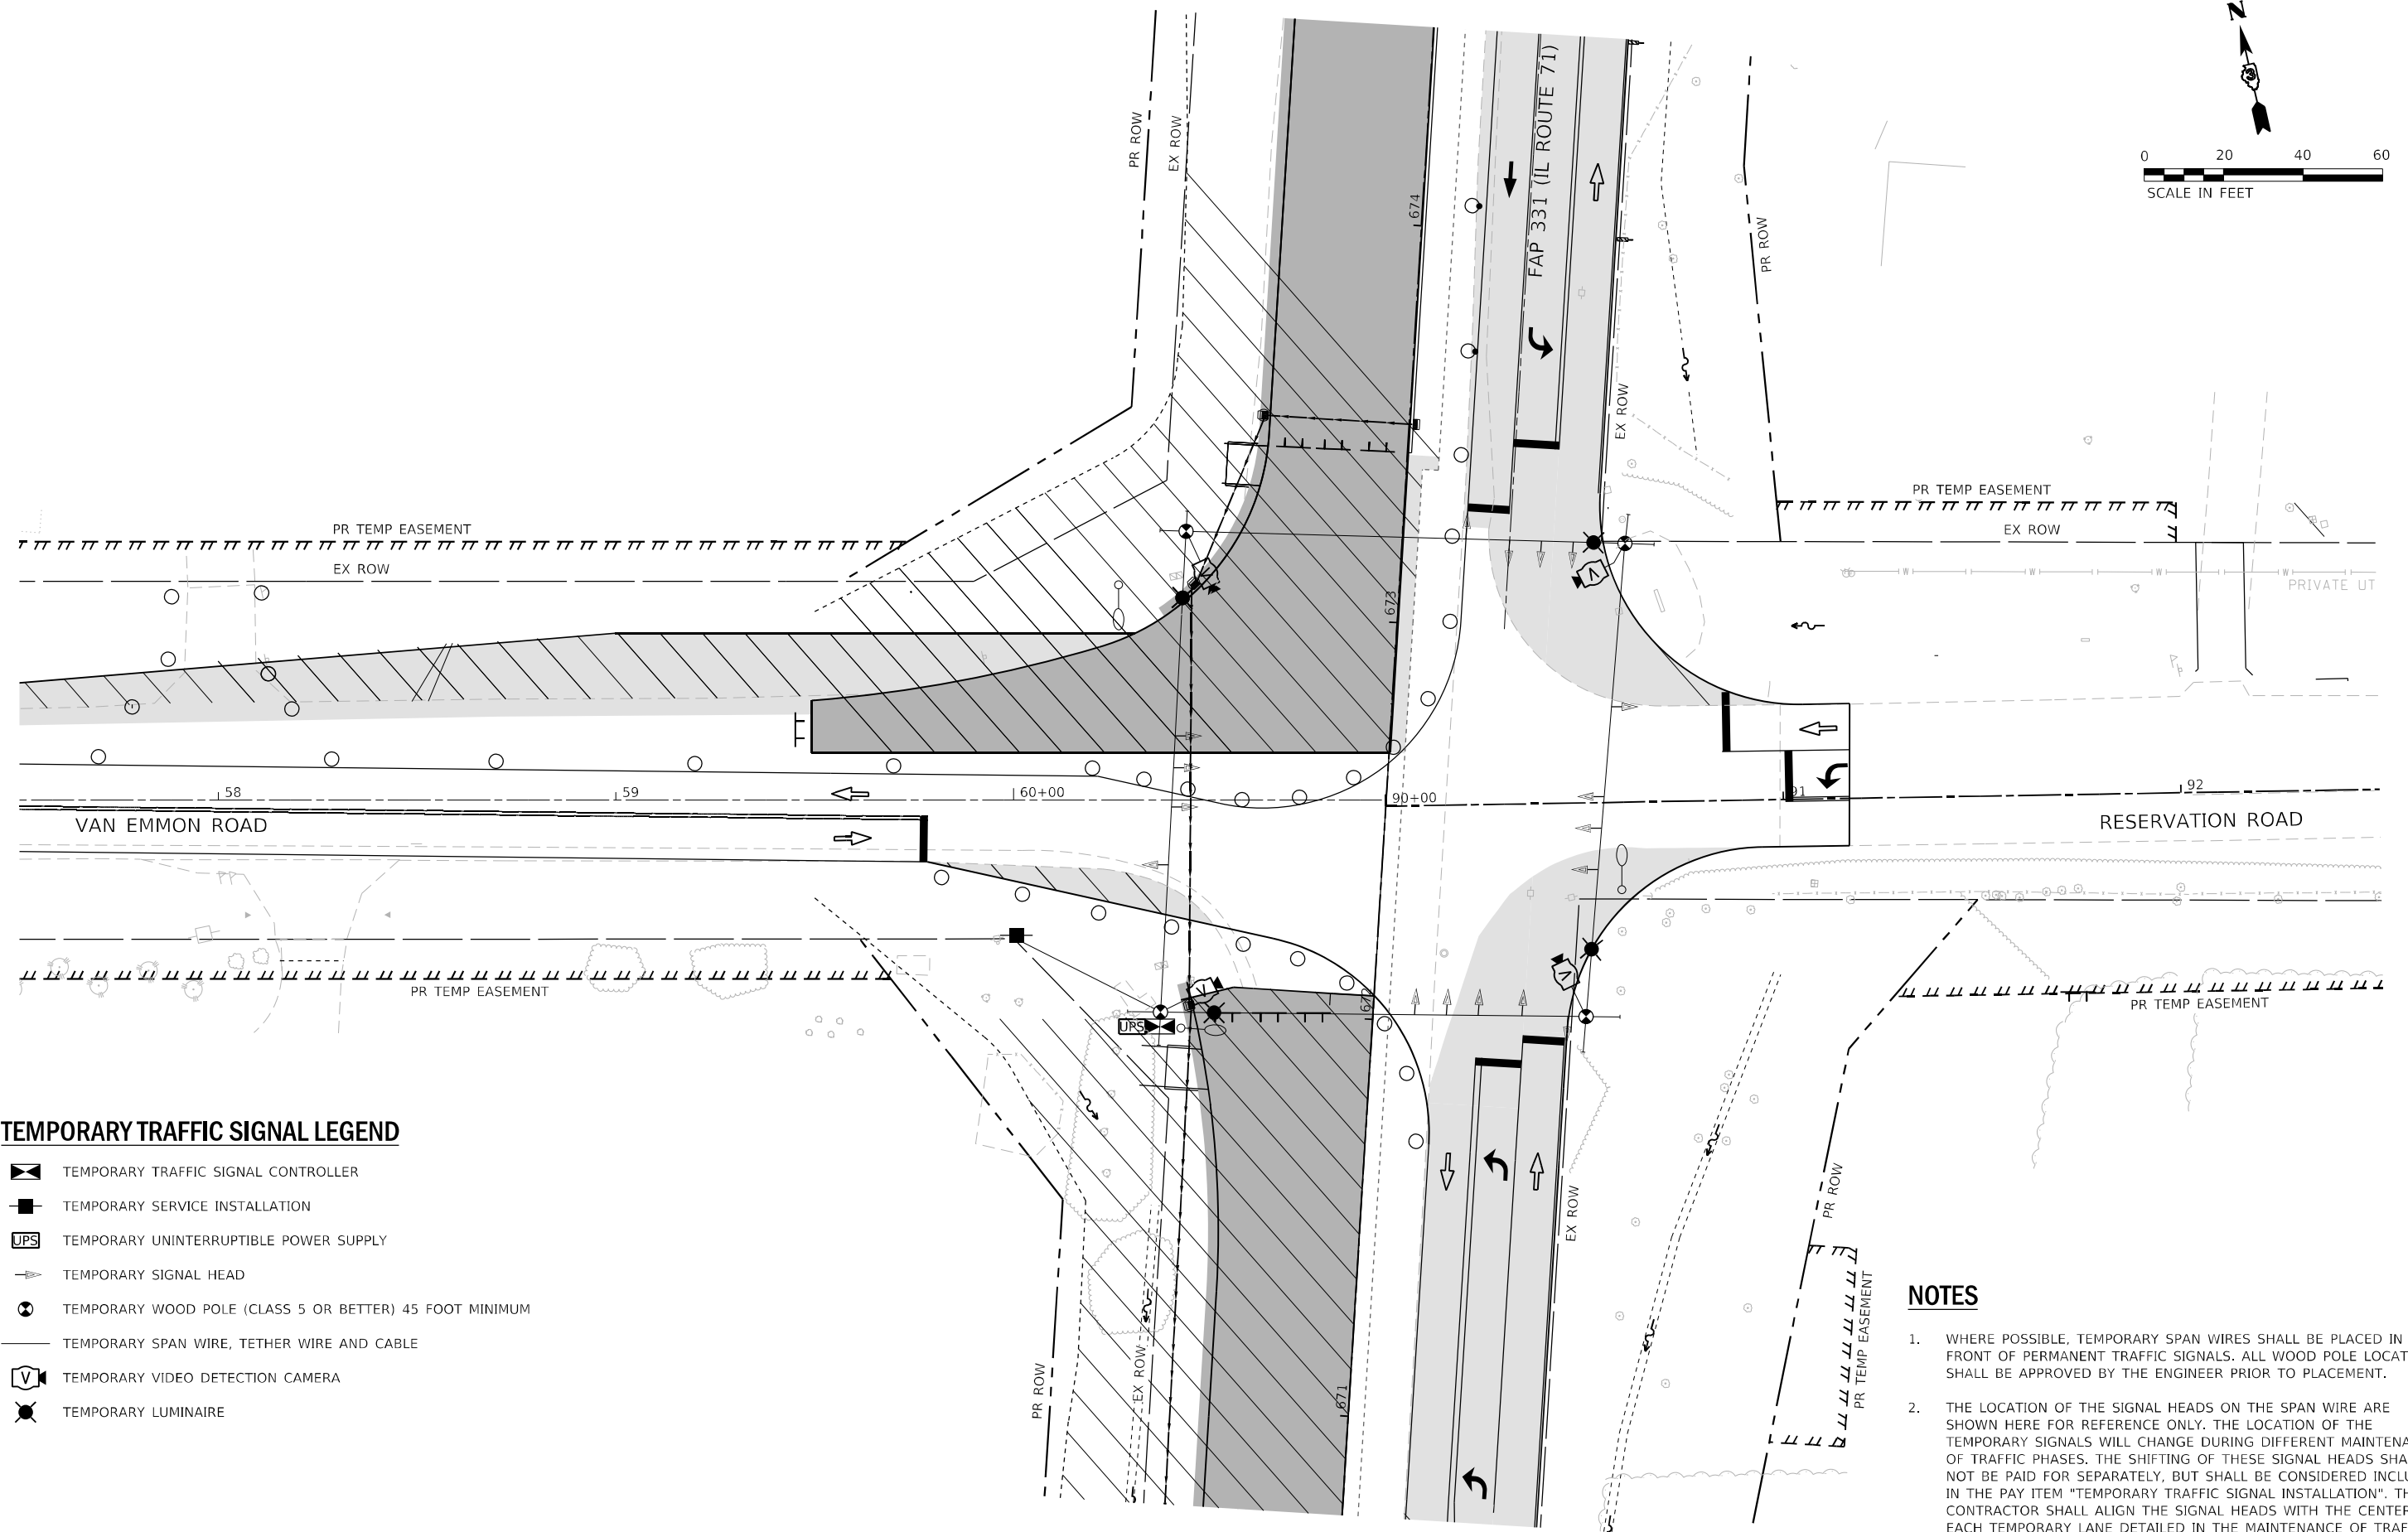 N
3
0 20 40 60
SCALE IN FEET
PR ROW
EX ROW
674
FAP 331 (IL ROUTE 71)
PR ROW
EX ROW
PR TEMP EASEMENT
EX ROW
PR TEMP EASEMENT
EX ROW
PRIVATE UT
W W W W
V
V
673
58 59 60+00 90+00 91 92
VAN EMMON ROAD
RESERVATION ROAD
PR TEMP EASEMENT
V
V
672
UPS
PR TEMP EASEMENT
PR ROW
EX ROW
PR TEMP EASEMENT
PR ROW
EX ROW
671
TEMPORARY TRAFFIC SIGNAL LEGEND
TEMPORARY TRAFFIC SIGNAL CONTROLLER
TEMPORARY SERVICE INSTALLATION
UPS TEMPORARY UNINTERRUPTIBLE POWER SUPPLY
TEMPORARY SIGNAL HEAD
TEMPORARY WOOD POLE (CLASS 5 OR BETTER) 45 FOOT MINIMUM
TEMPORARY SPAN WIRE, TETHER WIRE AND CABLE
V TEMPORARY VIDEO DETECTION CAMERA
TEMPORARY LUMINAIRE
NOTES
1. WHERE POSSIBLE, TEMPORARY SPAN WIRES SHALL BE PLACED IN
FRONT OF PERMANENT TRAFFIC SIGNALS. ALL WOOD POLE LOCAT
SHALL BE APPROVED BY THE ENGINEER PRIOR TO PLACEMENT.
2. THE LOCATION OF THE SIGNAL HEADS ON THE SPAN WIRE ARE
SHOWN HERE FOR REFERENCE ONLY. THE LOCATION OF THE
TEMPORARY SIGNALS WILL CHANGE DURING DIFFERENT MAINTENA
OF TRAFFIC PHASES. THE SHIFTING OF THESE SIGNAL HEADS SHA
NOT BE PAID FOR SEPARATELY, BUT SHALL BE CONSIDERED INCLU
IN THE PAY ITEM "TEMPORARY TRAFFIC SIGNAL INSTALLATION". TH
CONTRACTOR SHALL ALIGN THE SIGNAL HEADS WITH THE CENTER
EACH TEMPORARY LANE DETAILED IN THE MAINTENANCE OF TRAF